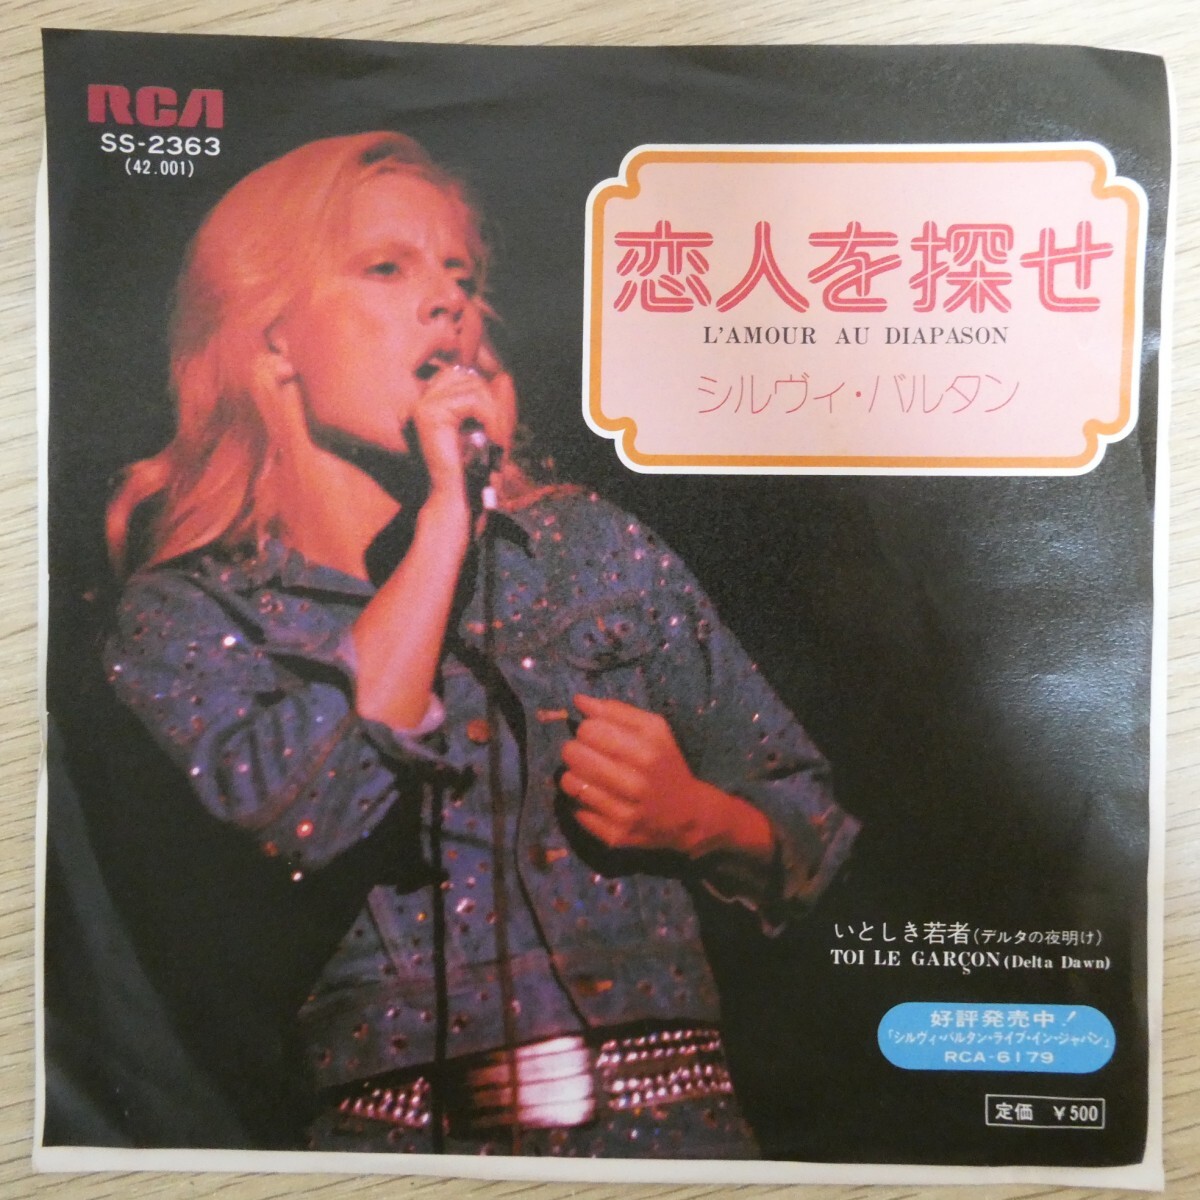 RCA
SS-2363
(42.001)
恋人を探せ
L'AMOUR AU DIAPASON
シルヴィ・バルタン
いとしき若者(デルタの夜明け)
TOI LE GARÇON (Delta Dawn)
好評発売中!
「シルヴィ・バルタン・ライブ・イン・ジャパン」
RCA-6179
定価 ¥500